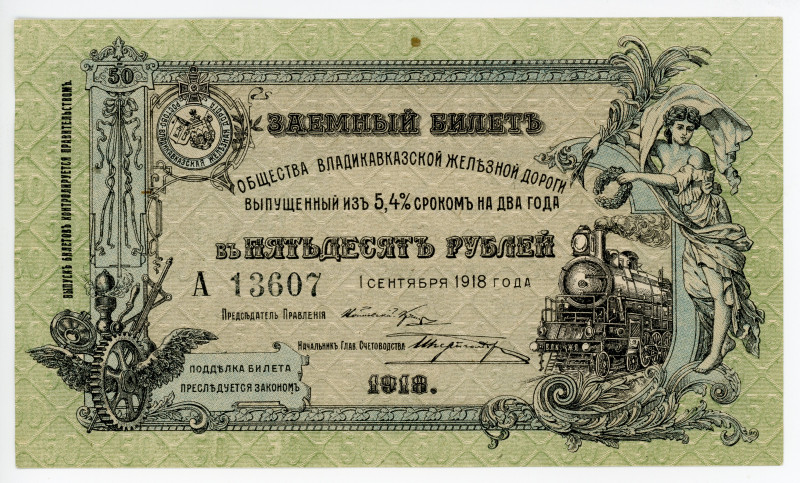 50
ВЫПУСКЪ БИЛЕТОВЪ КОНТРОЛИРУЕТСЯ ПРАВИТЕЛЬСТВОМЪ
ЗАЕМНЫЙ БИЛЕТЪ
ОБЩЕСТВА ВЛАДИКАВКАЗСКОЙ ЖЕЛѢЗНОЙ ДОРОГИ
ВЫПУЩЕННЫЙ ИЗЪ 5,4% СРОКОМЪ НА ДВА ГОДА
ВЪ ПЯТЬДЕСЯТЪ РУБЛЕЙ
А 13607
1 СЕНТЯБРЯ 1918 ГОДА
ПРЕДСѢДАТЕЛЬ ПРАВЛЕНІЯ
НАЧАЛЬНИКЪ ГЛАВ. СЧЕТОВОДСТВА
ПОДДѢЛКА БИЛЕТА
ПРЕСЛѢДУЕТСЯ ЗАКОНОМЪ
1918.